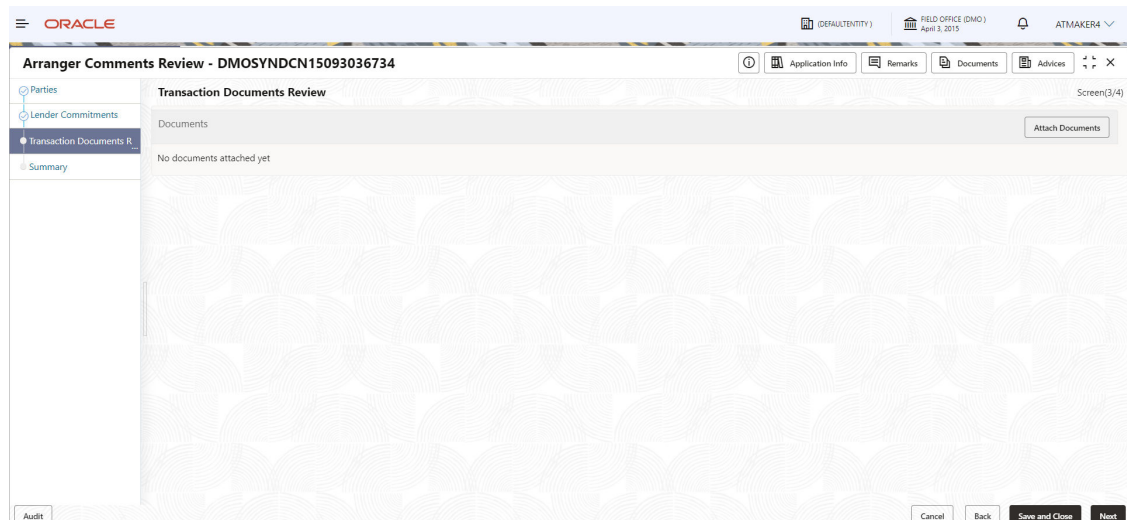 ORACLE
(DEFAULTENTITY)
FIELD OFFICE (DMO)
April 3, 2015
ATMAKER4
Arranger Comments Review - DMOSYNDCN15093036734
Application Info
Remarks
Documents
Advices
Parties
Lender Commitments
Transaction Documents R...
Summary
Transaction Documents Review
Screen(3/4)
Documents
Attach Documents
No documents attached yet
Audit
Cancel
Back
Save and Close
Next